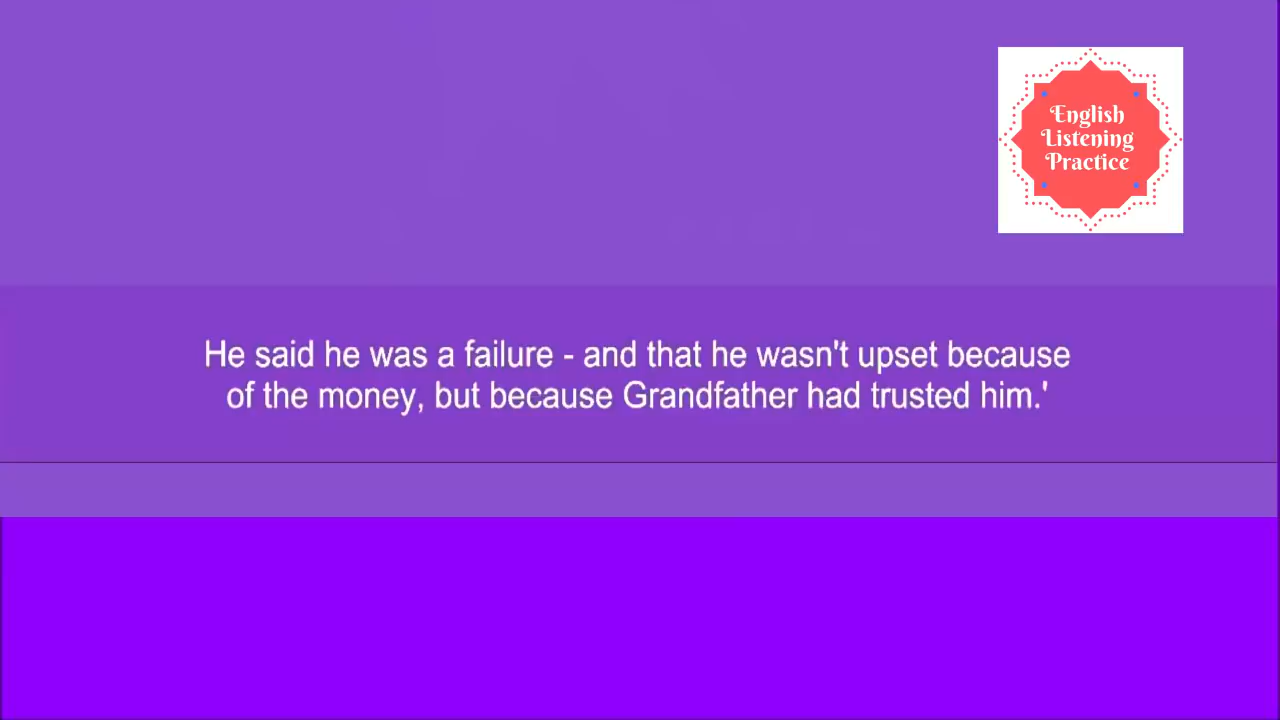 English
Listening
Practice
He said he was a failure - and that he wasn't upset because
of the money, but because Grandfather had trusted him.'